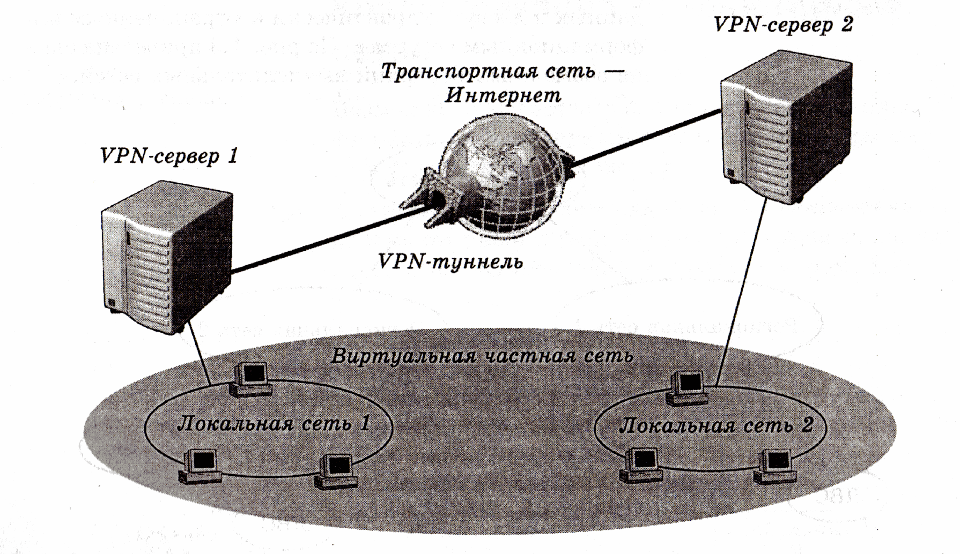 VPN-сервер 2
Транспортная сеть —
Интернет
VPN-сервер 1
VPN-туннель
Виртуальная частная сеть
Локальная сеть 1
Локальная сеть 2